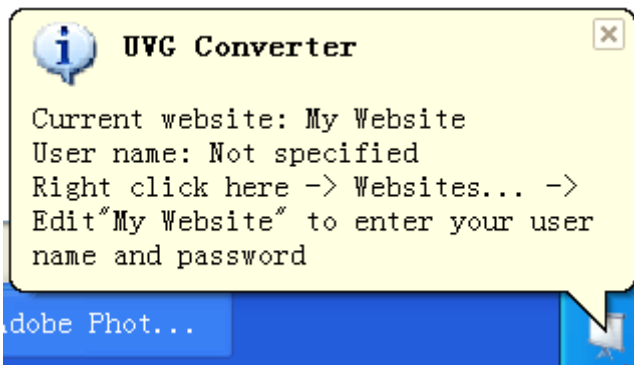 UVG Converter
Current website: My Website
User name: Not specified
Right click here -> Websites... ->
Edit"My Website" to enter your user
name and password
Adobe Phot...